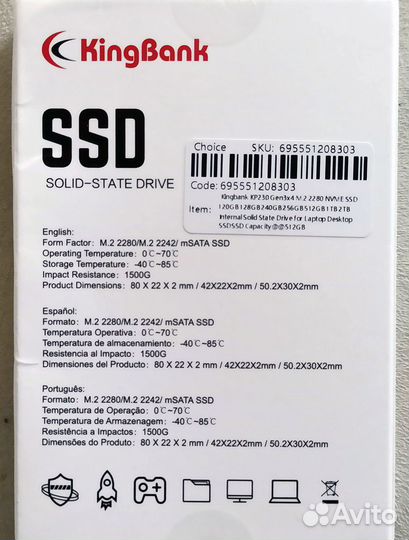 KingBank
SSD
SOLID-STATE DRIVE
Choice SKU: 695551208303
Code: 695551208303
Item: Kingbank KP230 Gen3x4 M.2 2280 NVME SSD
120GB128GB240GB256GB512GB1TB2TB
Internal Solid State Drive for Laptop Desktop
SSDSSD Capacity@@512GB
English:
Form Factor: M.2 2280/M.2 2242/ mSATA SSD
Operating Temperature: 0℃~70℃
Storage Temperature: -40℃~85℃
Impact Resistance: 1500G
Product Dimensions: 80 X 22 X 2 mm / 42X22X2mm / 50.2X30X2mm
Español:
Formato: M.2 2280/M.2 2242/ mSATA SSD
Temperatura Operativa: 0℃~70℃
Temperatura de almacenamiento: -40℃~85℃
Resistencia al Impacto: 1500G
Dimensiones del Producto: 80 X 22 X 2 mm / 42X22X2mm / 50.2X30X2mm
Português:
Formato: M.2 2280/M.2 2242/ mSATA SSD
Temperatura de Operação: 0℃~70℃
Temperatura de Armazenagem: -40℃~85℃
Resistência a Impactos: 1500G
Dimensões do Produto: 80 X 22 X 2 mm / 42X22X2mm / 50.2X30X2mm
Avito